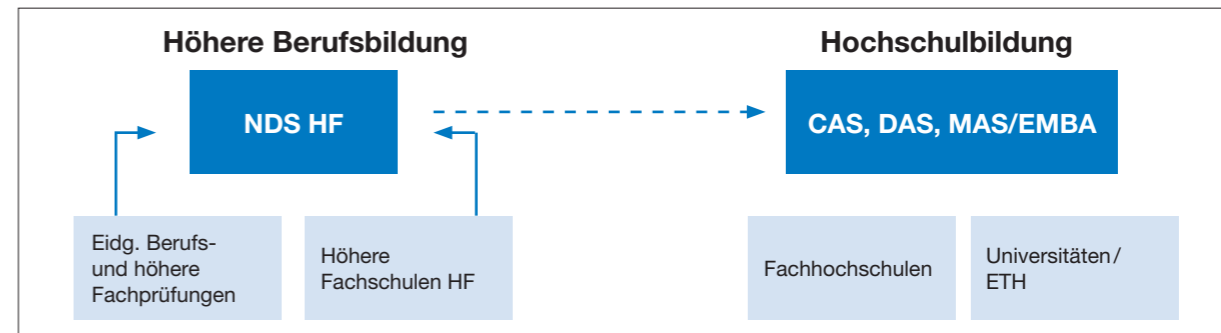 Höhere Berufsbildung
NDS HF
Eidg. Berufs-
und höhere
Fachprüfungen
Höhere
Fachschulen HF
Hochschulbildung
CAS, DAS, MAS/EMBA
Fachhochschulen
Universitäten/
ETH